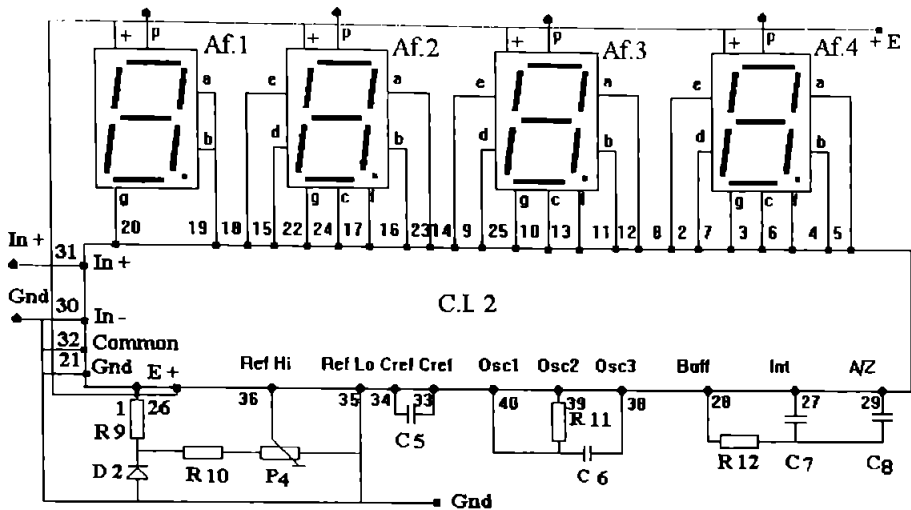 + p Af.1 + p Af.2 + p Af.3 + p Af.4 + E
a e a e a e a
b d b d b d b
g g c f g c f g c f
20 19 18 15 22 24 17 16 23 14 9 25 10 13 11 12 8 2 7 3 6 4 5
In +
31 In +
Gnd
30 In -
C.L 2
32 Common
21 Gnd E + Ref Hi Ref Lo Cref Cref Osc1 Osc2 Osc3 Buff Int A/Z
1 26 36 35 34 33 40 39 38 28 27 29
R 9 C 5 R 11
D 2 R 10 P4 C 6 R 12 C 7 C 8
Gnd